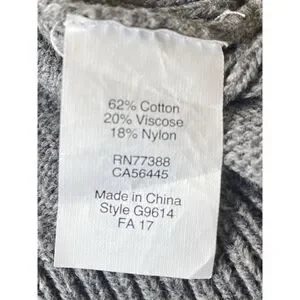 62% Cotton
20% Viscose
18% Nylon
RN77388
CA56445
Made in China
Style G9614
FA 17